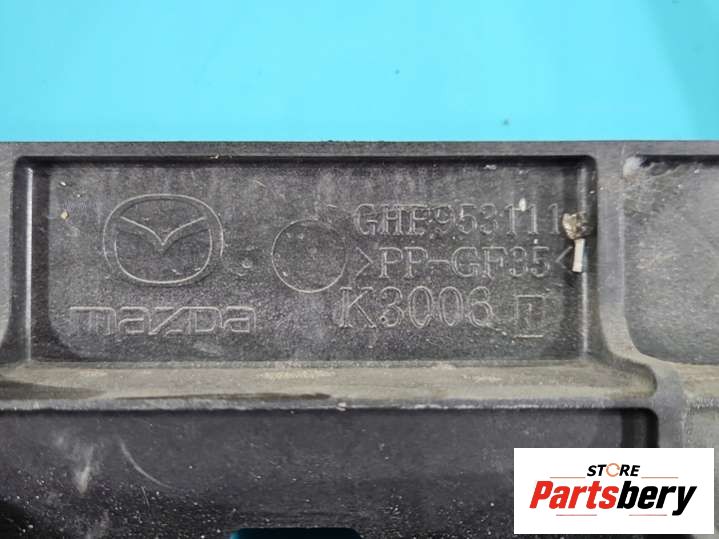 GHP953111
>PP-GF35<
K3006
mazda
STORE
Partsbery